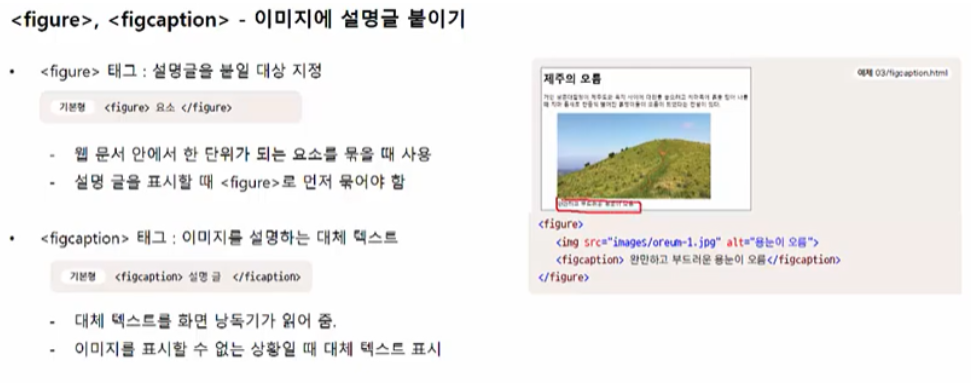 <figure>, <figcaption> - 이미지에 설명글 붙이기
• <figure> 태그 : 설명글을 붙일 대상 지정
기본형 <figure> 요소 </figure>
- 웹 문서 안에서 한 단위가 되는 요소를 묶을 때 사용
- 설명 글을 표시할 때 <figure>로 먼저 묶어야 함
• <figcaption> 태그 : 이미지를 설명하는 대체 텍스트
기본형 <figcaption> 설명 글 </ficaption>
- 대체 텍스트를 화면 낭독기가 읽어 줌.
- 이미지를 표시할 수 없는 상황일 때 대체 텍스트 표시
예제 03/figcaption.html
제주의 오름
<figure>
<img src="images/oreum-1.jpg" alt="용눈이 오름">
<figcaption> 완만하고 부드러운 용눈이 오름</figcaption>
</figure>